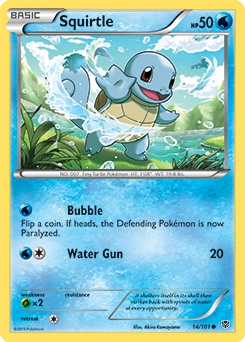 BASIC
Squirtle HP50
NO. 007 Tiny Turtle Pokémon HT: 1'08" WT: 19.8 lbs.
Bubble
Flip a coin. If heads, the Defending Pokémon is now
Paralyzed.
Water Gun 20
weakness resistance
×2
retreat
It shelters itself in its shell then
strikes back with spouts of water
at every opportunity.
Illus. Akira Komayama
14/101
©2013 Pokémon